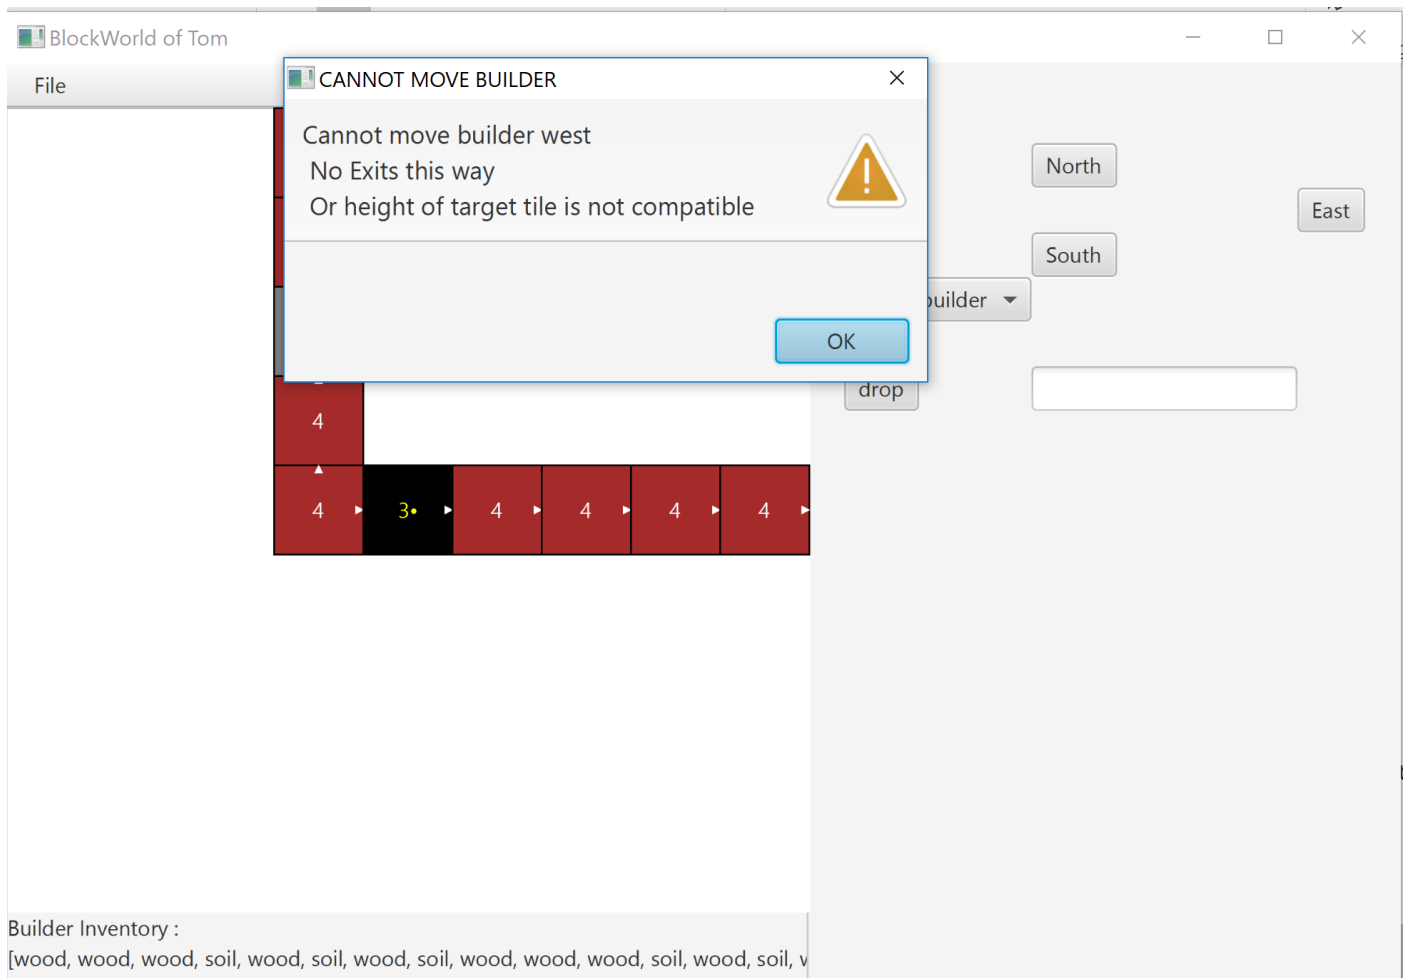 BlockWorld of Tom
File
CANNOT MOVE BUILDER
Cannot move builder west
No Exits this way
Or height of target tile is not compatible
OK
North
East
South
builder
drop
4
4 3• 4 4 4 4
Builder Inventory :
[wood, wood, wood, soil, wood, soil, wood, soil, wood, wood, wood, soil, wood, soil,